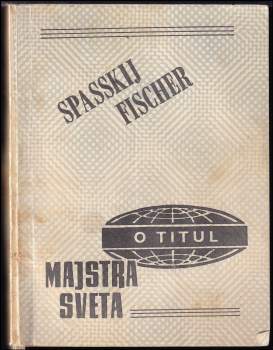 SPASSKIJ
FISCHER
O TITUL
MAJSTRA
SVETA